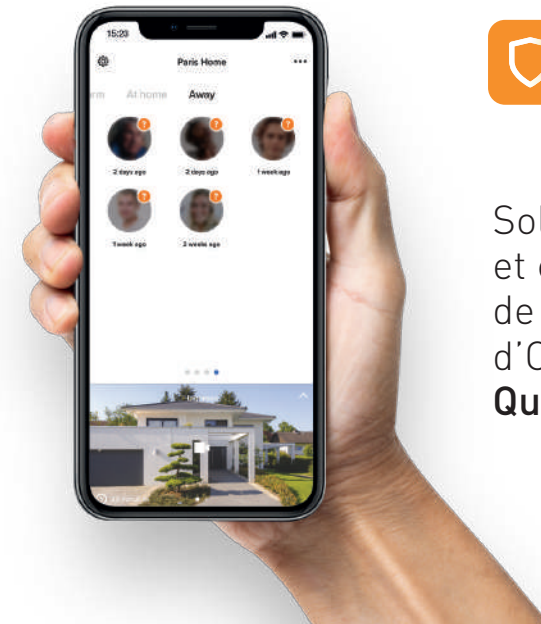 15:23
Paris Home
At home Away
2 days ago 2 days ago 1 week ago
1 week ago 2 weeks ago
Sol
et
de
d'O
Qu